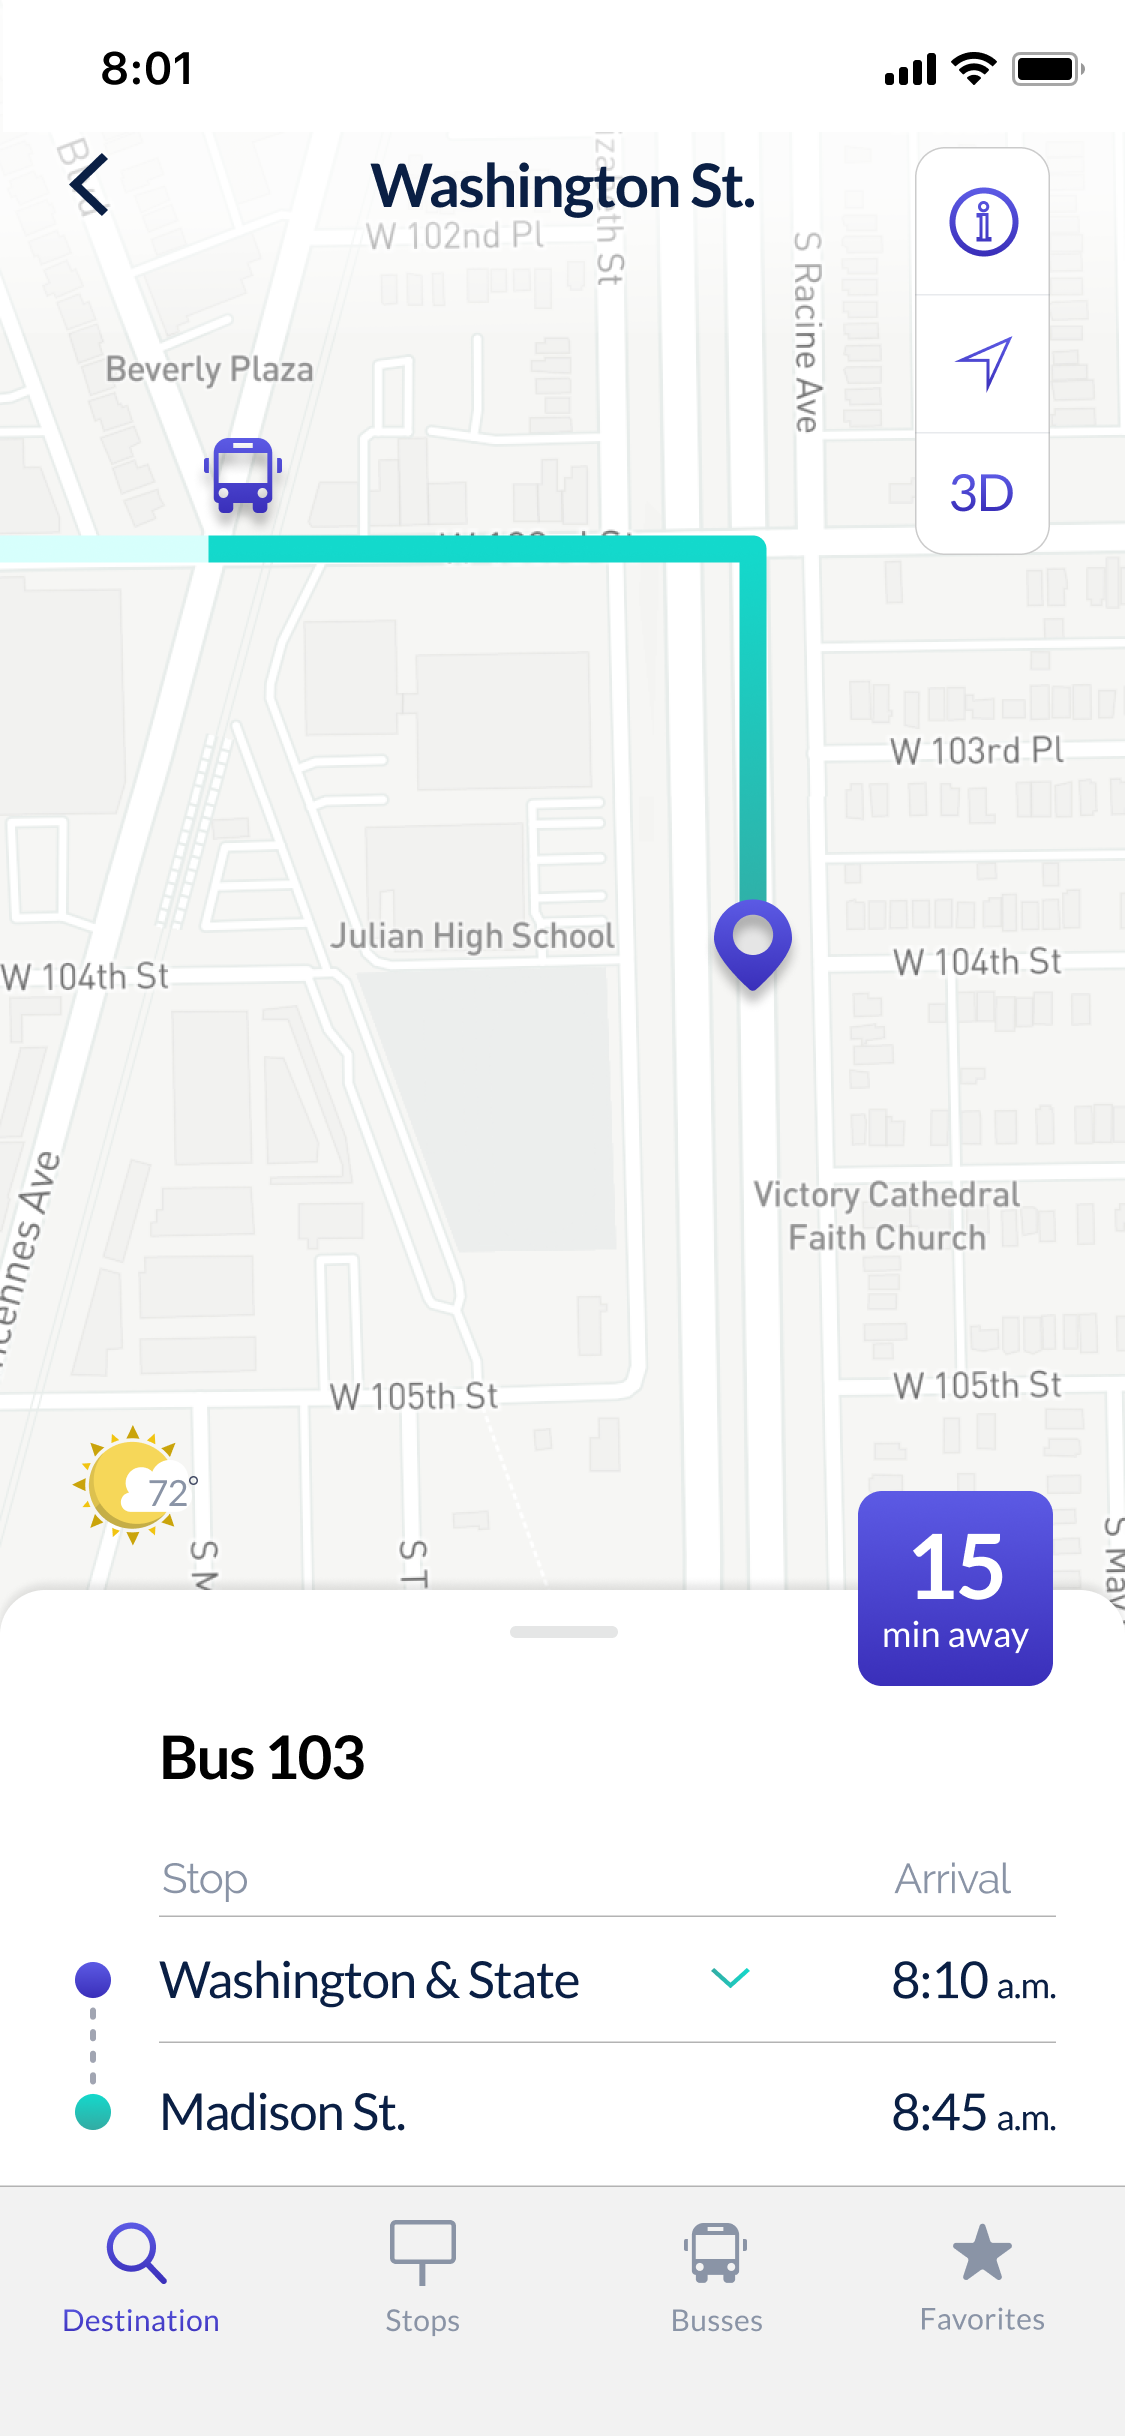 8:01
Washington St.
W 102nd Pl
S Racine Ave
Beverly Plaza
3D
W 103rd Pl
Julian High School
W 104th St
W 104th St
Victory Cathedral
Faith Church
W 105th St
W 105th St
72°
15
min away
Bus 103
Stop Arrival
Washington & State 8:10 a.m.
Madison St. 8:45 a.m.
Destination Stops Busses Favorites